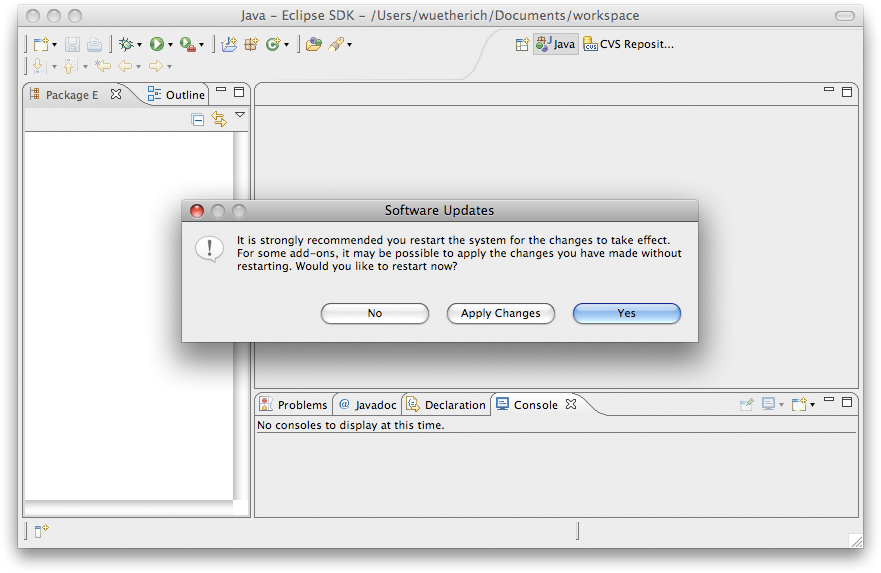 Java – Eclipse SDK – /Users/wuetherich/Documents/workspace
Java
CVS Reposit...
Package E
Outline
Software Updates
It is strongly recommended you restart the system for the changes to take effect.
For some add-ons, it may be possible to apply the changes you have made without
restarting. Would you like to restart now?
No
Apply Changes
Yes
Problems
@ Javadoc
Declaration
Console
No consoles to display at this time.